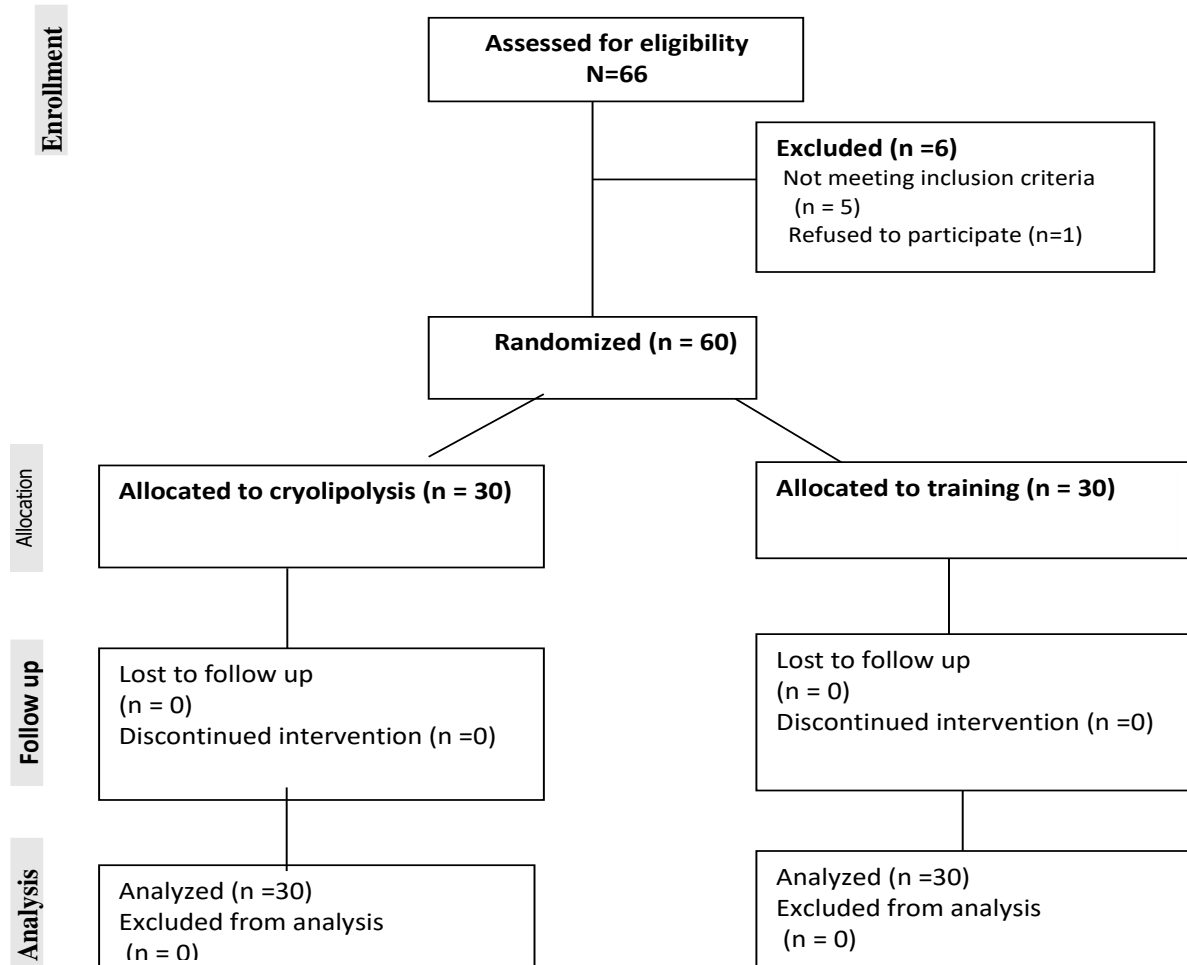 Enrollment
Assessed for eligibility
N=66
Excluded (n =6)
Not meeting inclusion criteria
(n = 5)
Refused to participate (n=1)
Randomized (n = 60)
Allocation
Allocated to cryolipolysis (n = 30)
Allocated to training (n = 30)
Follow up
Lost to follow up
(n = 0)
Discontinued intervention (n =0)
Lost to follow up
(n = 0)
Discontinued intervention (n =0)
Analysis
Analyzed (n =30)
Excluded from analysis
(n = 0)
Analyzed (n =30)
Excluded from analysis
(n = 0)